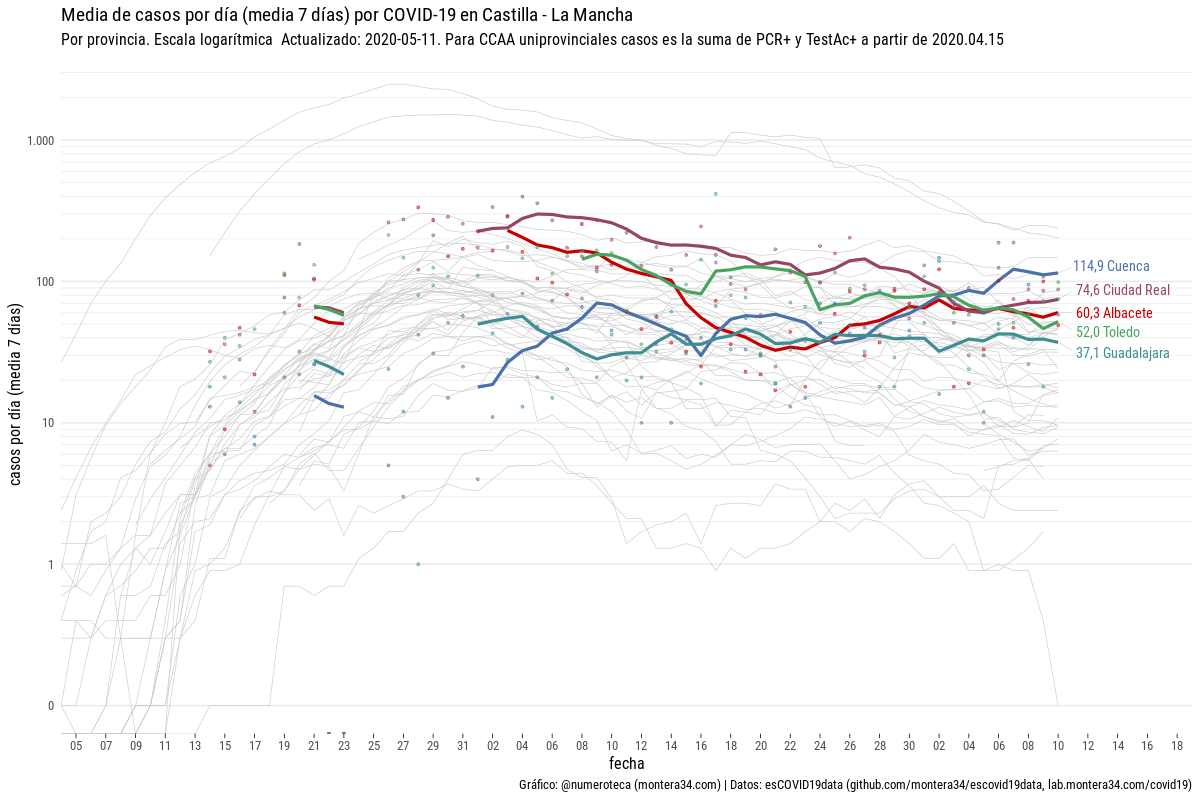 Media de casos por día (media 7 días) por COVID-19 en Castilla - La Mancha
Por provincia. Escala logarítmica  Actualizado: 2020-05-11. Para CCAA uniprovinciales casos es la suma de PCR+ y TestAc+ a partir de 2020.04.15
casos por día (media 7 días)
1.000
100
10
1
0
114,9 Cuenca
74,6 Ciudad Real
60,3 Albacete
52,0 Toledo
37,1 Guadalajara
05 07 09 11 13 15 17 19 21 23 25 27 29 31 02 04 06 08 10 12 14 16 18 20 22 24 26 28 30 02 04 06 08 10 12 14 16 18
fecha
Gráfico: @numeroteca (montera34.com) | Datos: esCOVID19data (github.com/montera34/escovid19data, lab.montera34.com/covid19)